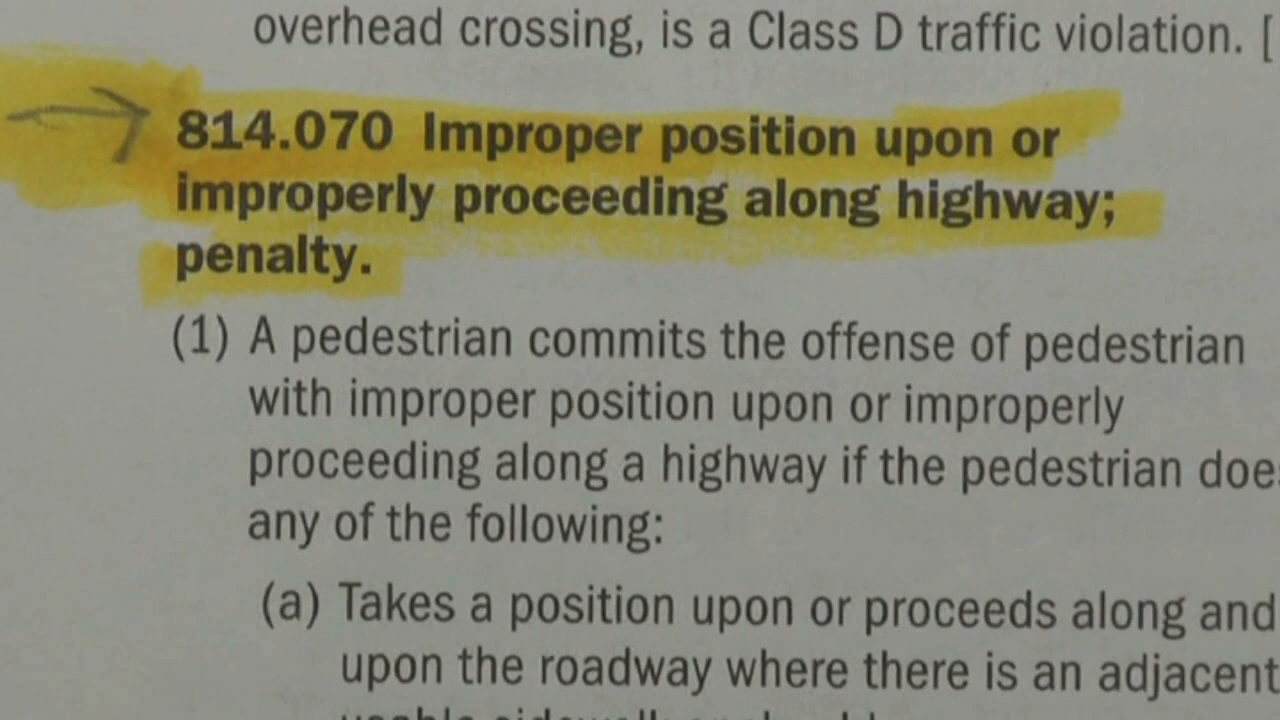 overhead crossing, is a Class D traffic violation. [
814.070 Improper position upon or
improperly proceeding along highway;
penalty.
(1) A pedestrian commits the offense of pedestrian
with improper position upon or improperly
proceeding along a highway if the pedestrian does
any of the following:
(a) Takes a position upon or proceeds along and
upon the roadway where there is an adjacent